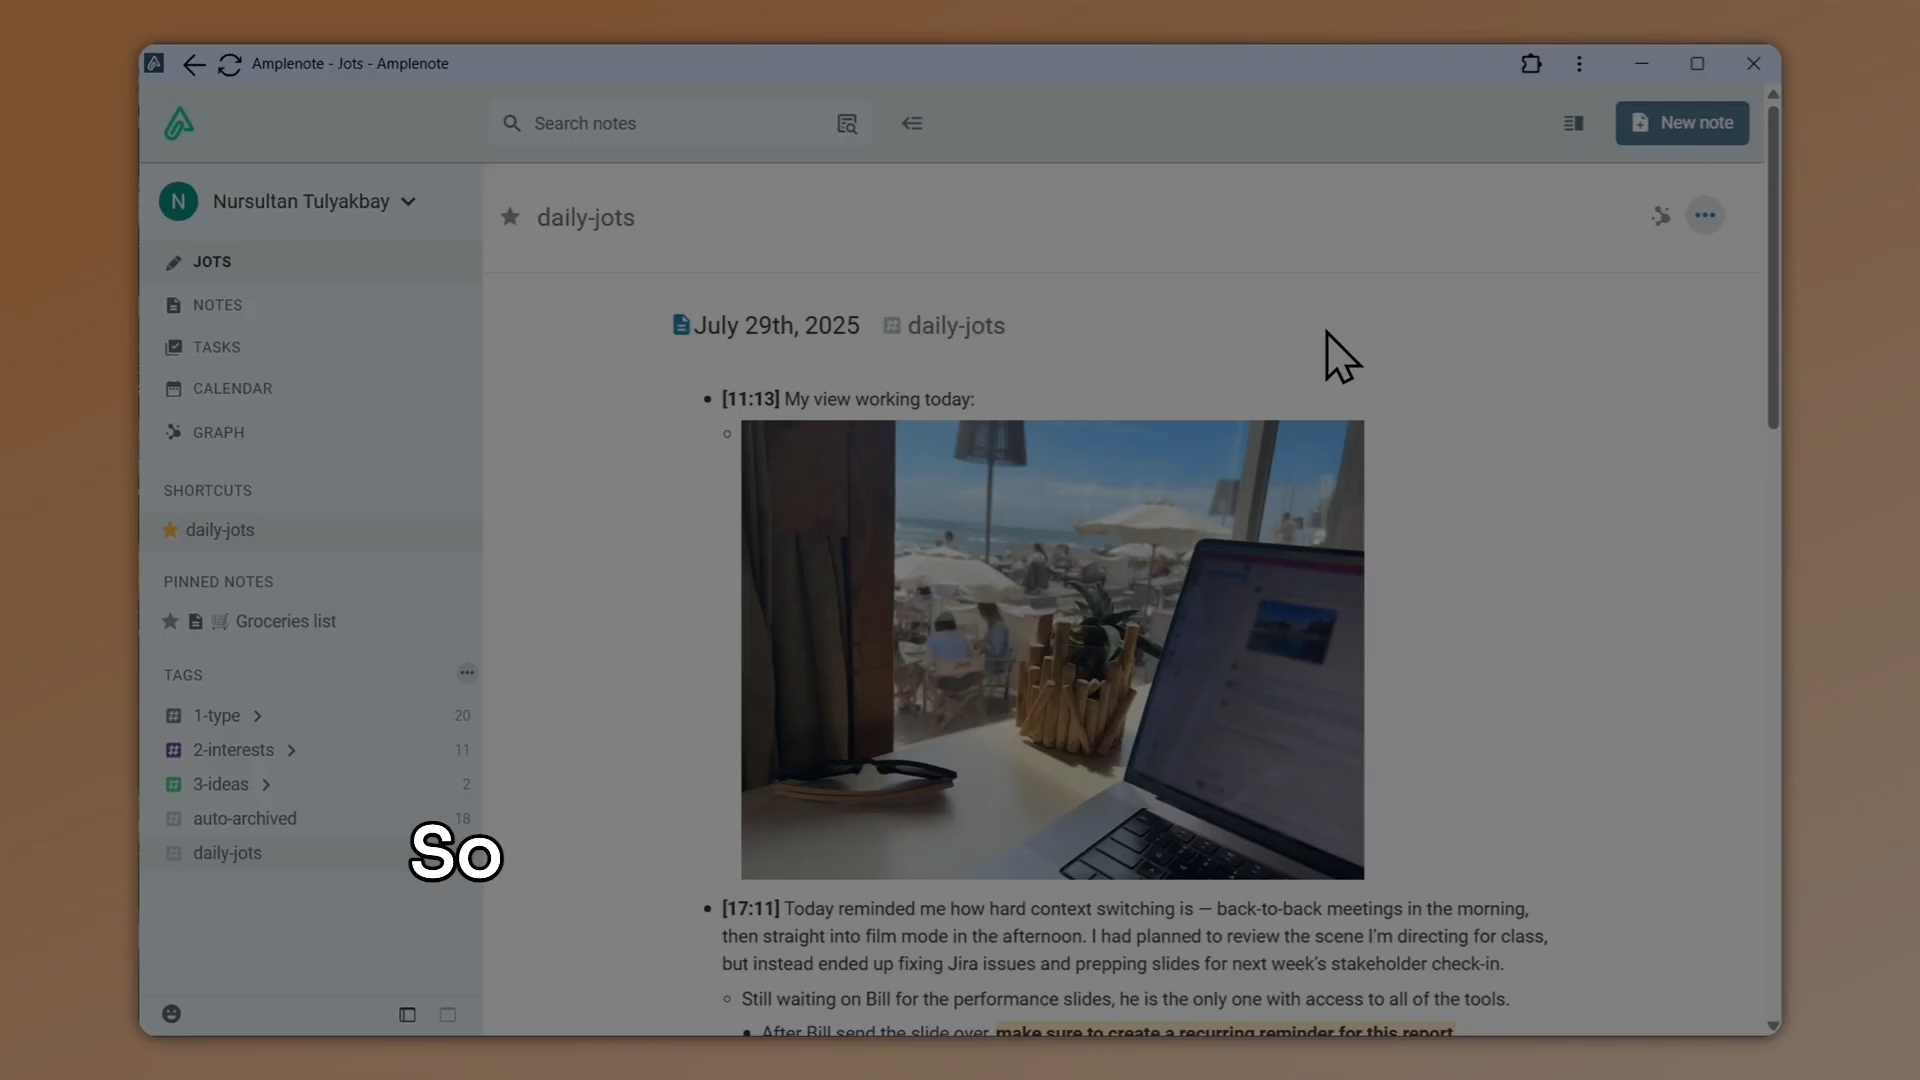 Amplenote - Jots - Amplenote
Search notes
New note
N Nursultan Tulyakbay
daily-jots
JOTS
NOTES
TASKS
CALENDAR
GRAPH
SHORTCUTS
daily-jots
PINNED NOTES
Groceries list
TAGS
1-type 20
2-interests 11
3-ideas 2
auto-archived 18
daily-jots
July 29th, 2025 daily-jots
[11:13] My view working today:
[17:11] Today reminded me how hard context switching is — back-to-back meetings in the morning,
then straight into film mode in the afternoon. I had planned to review the scene I'm directing for class,
but instead ended up fixing Jira issues and prepping slides for next week's stakeholder check-in.
Still waiting on Bill for the performance slides, he is the only one with access to all of the tools.
After Bill send the slide over, make sure to create a recurring reminder for this report
So